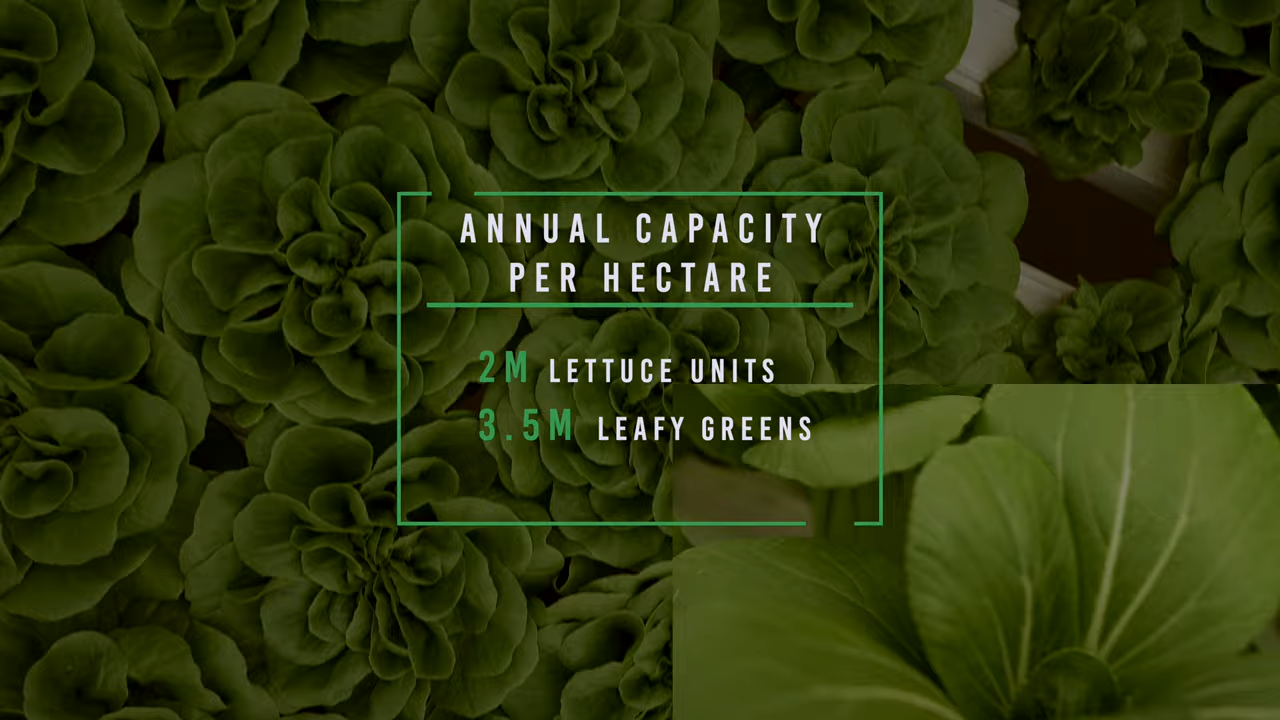 ANNUAL CAPACITY
PER HECTARE
2M LETTUCE UNITS
3.5M LEAFY GREENS